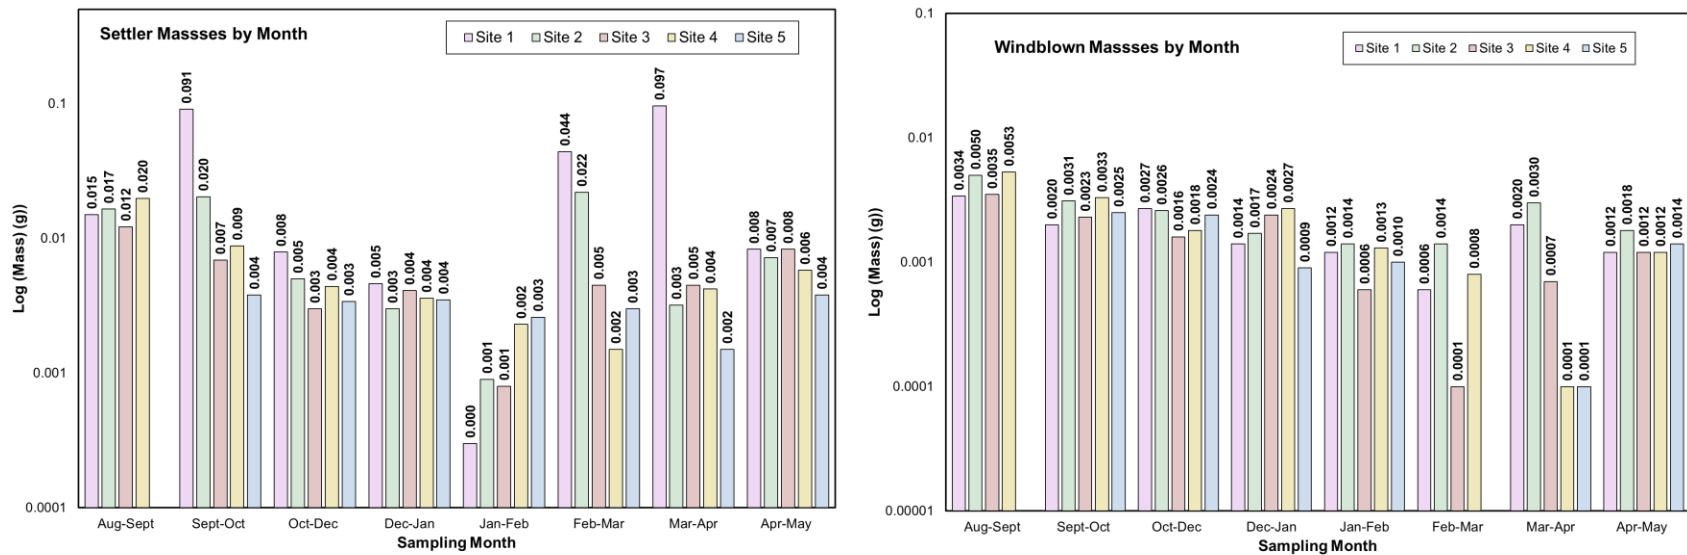 Settler Massses by Month
Site 1 Site 2 Site 3 Site 4 Site 5
Log (Mass) (g))
0.1
0.01
0.001
0.0001
0.015 0.017 0.012 0.020
0.091 0.020 0.007 0.009 0.004
0.008 0.005 0.003 0.004 0.003
0.005 0.003 0.004 0.004 0.004
0.000 0.001 0.001 0.002 0.003
0.044 0.022 0.005 0.002 0.003
0.097 0.003 0.005 0.004 0.002
0.008 0.007 0.008 0.006 0.004
Aug-Sept Sept-Oct Oct-Dec Dec-Jan Jan-Feb Feb-Mar Mar-Apr Apr-May
Sampling Month
Windblown Massses by Month
Site 1 Site 2 Site 3 Site 4 Site 5
Log (Mass) (g))
0.1
0.01
0.001
0.0001
0.00001
0.0034 0.0050 0.0035 0.0053
0.0020 0.0031 0.0023 0.0033 0.0025
0.0027 0.0026 0.0016 0.0018 0.0024
0.0014 0.0017 0.0024 0.0027 0.0009
0.0012 0.0014 0.0006 0.0013 0.0010
0.0006 0.0014 0.0001 0.0008
0.0020 0.0030 0.0007 0.0001 0.0001
0.0012 0.0018 0.0012 0.0012 0.0014
Aug-Sept Sept-Oct Oct-Dec Dec-Jan Jan-Feb Feb-Mar Mar-Apr Apr-May
Sampling Month